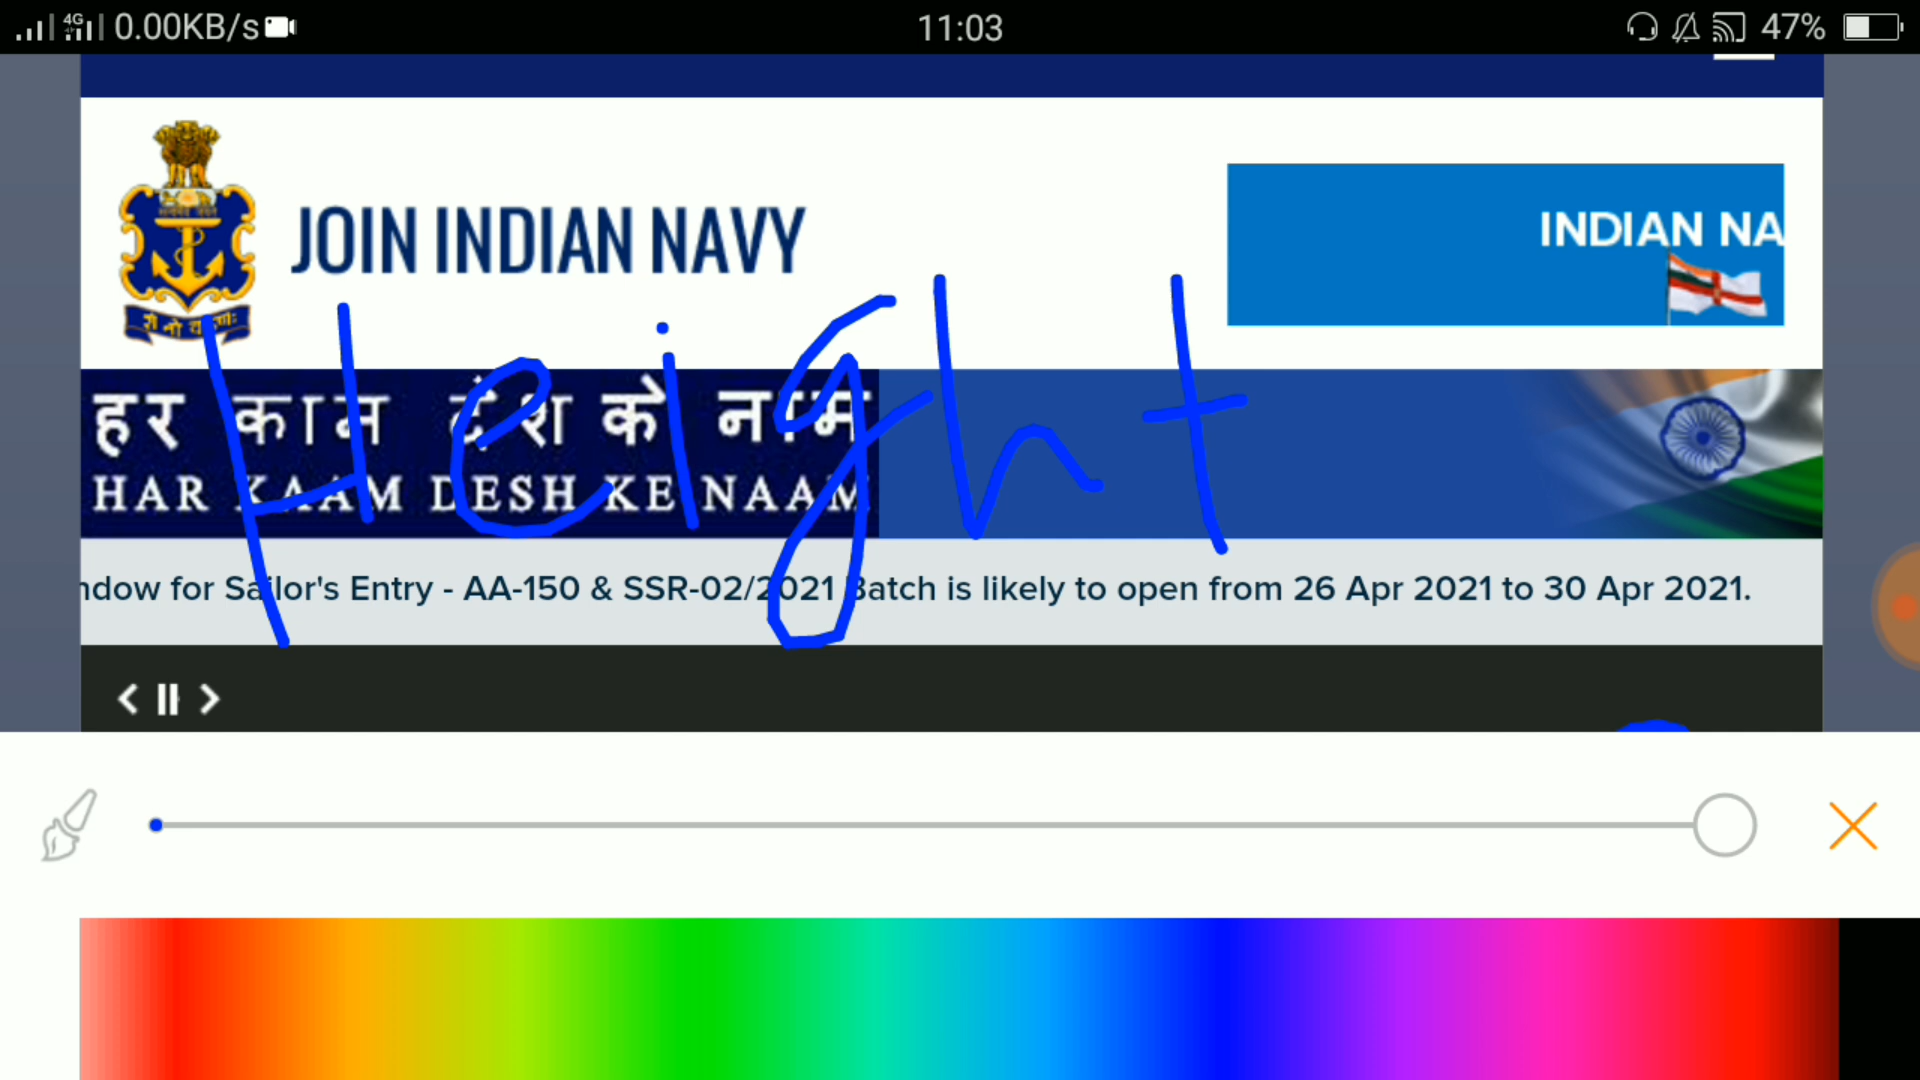 4G 0.00KB/s 11:03 47%
JOIN INDIAN NAVY
INDIAN NA
Height
हर काम देश के नाम
HAR KAAM DESH KE NAAM
ndow for Sailor's Entry - AA-150 & SSR-02/2021 Batch is likely to open from 26 Apr 2021 to 30 Apr 2021.